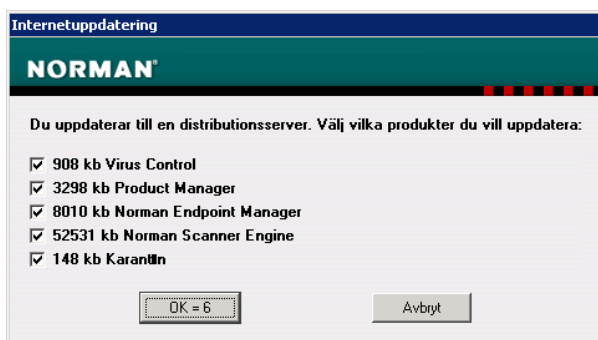 Internetuppdatering
NORMAN®
Du uppdaterar till en distributionsserver. Välj vilka produkter du vill uppdatera:
908 kb Virus Control
3298 kb Product Manager
8010 kb Norman Endpoint Manager
52531 kb Norman Scanner Engine
148 kb Karantän
OK = 6
Avbryt